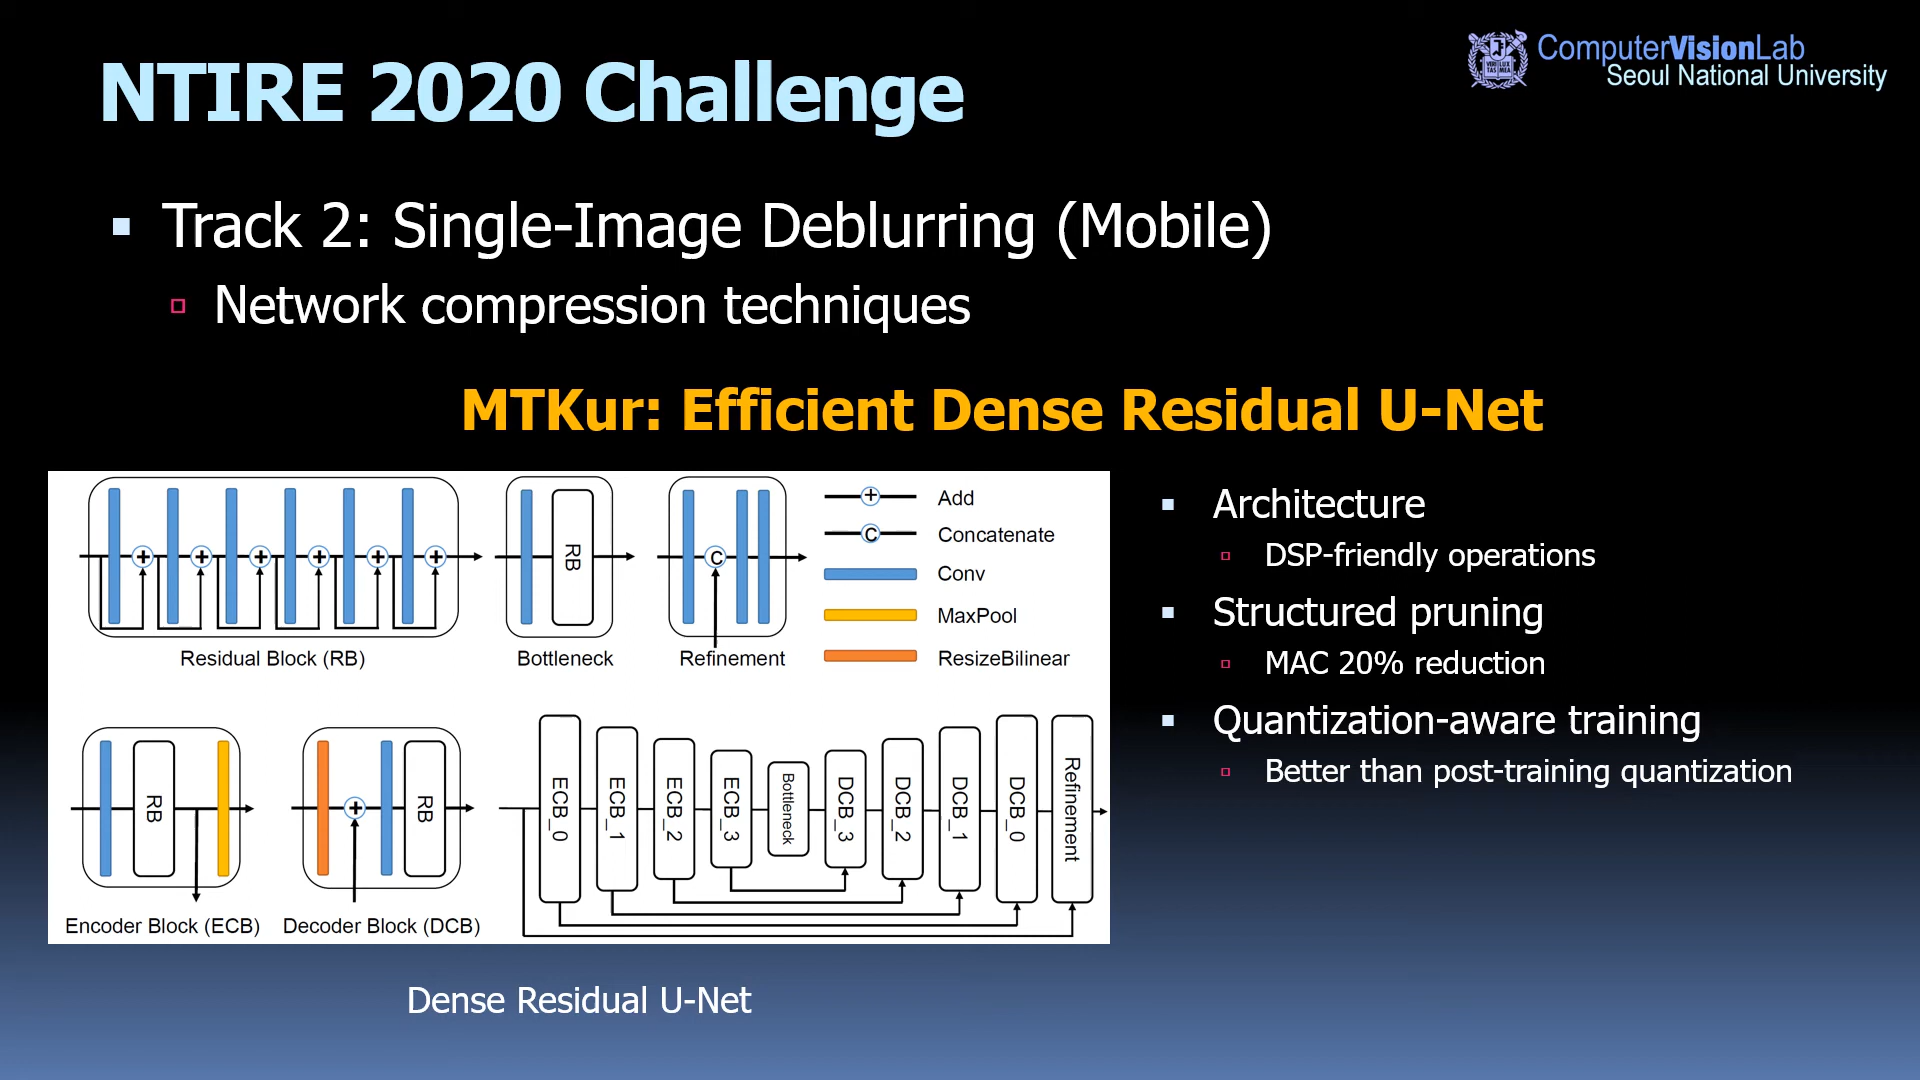 NTIRE 2020 Challenge
ComputerVisionLab
Seoul National University
Track 2: Single-Image Deblurring (Mobile)
Network compression techniques
MTKur: Efficient Dense Residual U-Net
RB
Add
Concatenate
Conv
MaxPool
ResizeBilinear
Residual Block (RB)
Bottleneck
Refinement
RB
RB
ECB_0
ECB_1
ECB_2
ECB_3
Bottleneck
DCB_3
DCB_2
DCB_1
DCB_0
Refinement
Encoder Block (ECB)
Decoder Block (DCB)
Dense Residual U-Net
Architecture
DSP-friendly operations
Structured pruning
MAC 20% reduction
Quantization-aware training
Better than post-training quantization